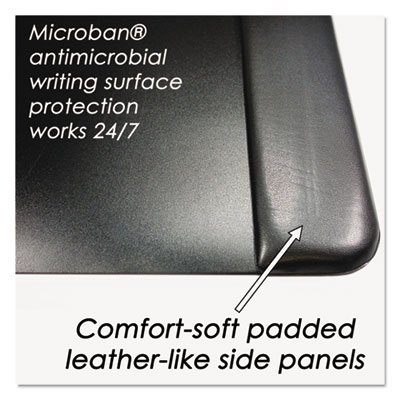 Microban®
antimicrobial
writing surface
protection
works 24/7
Comfort-soft padded
leather-like side panels